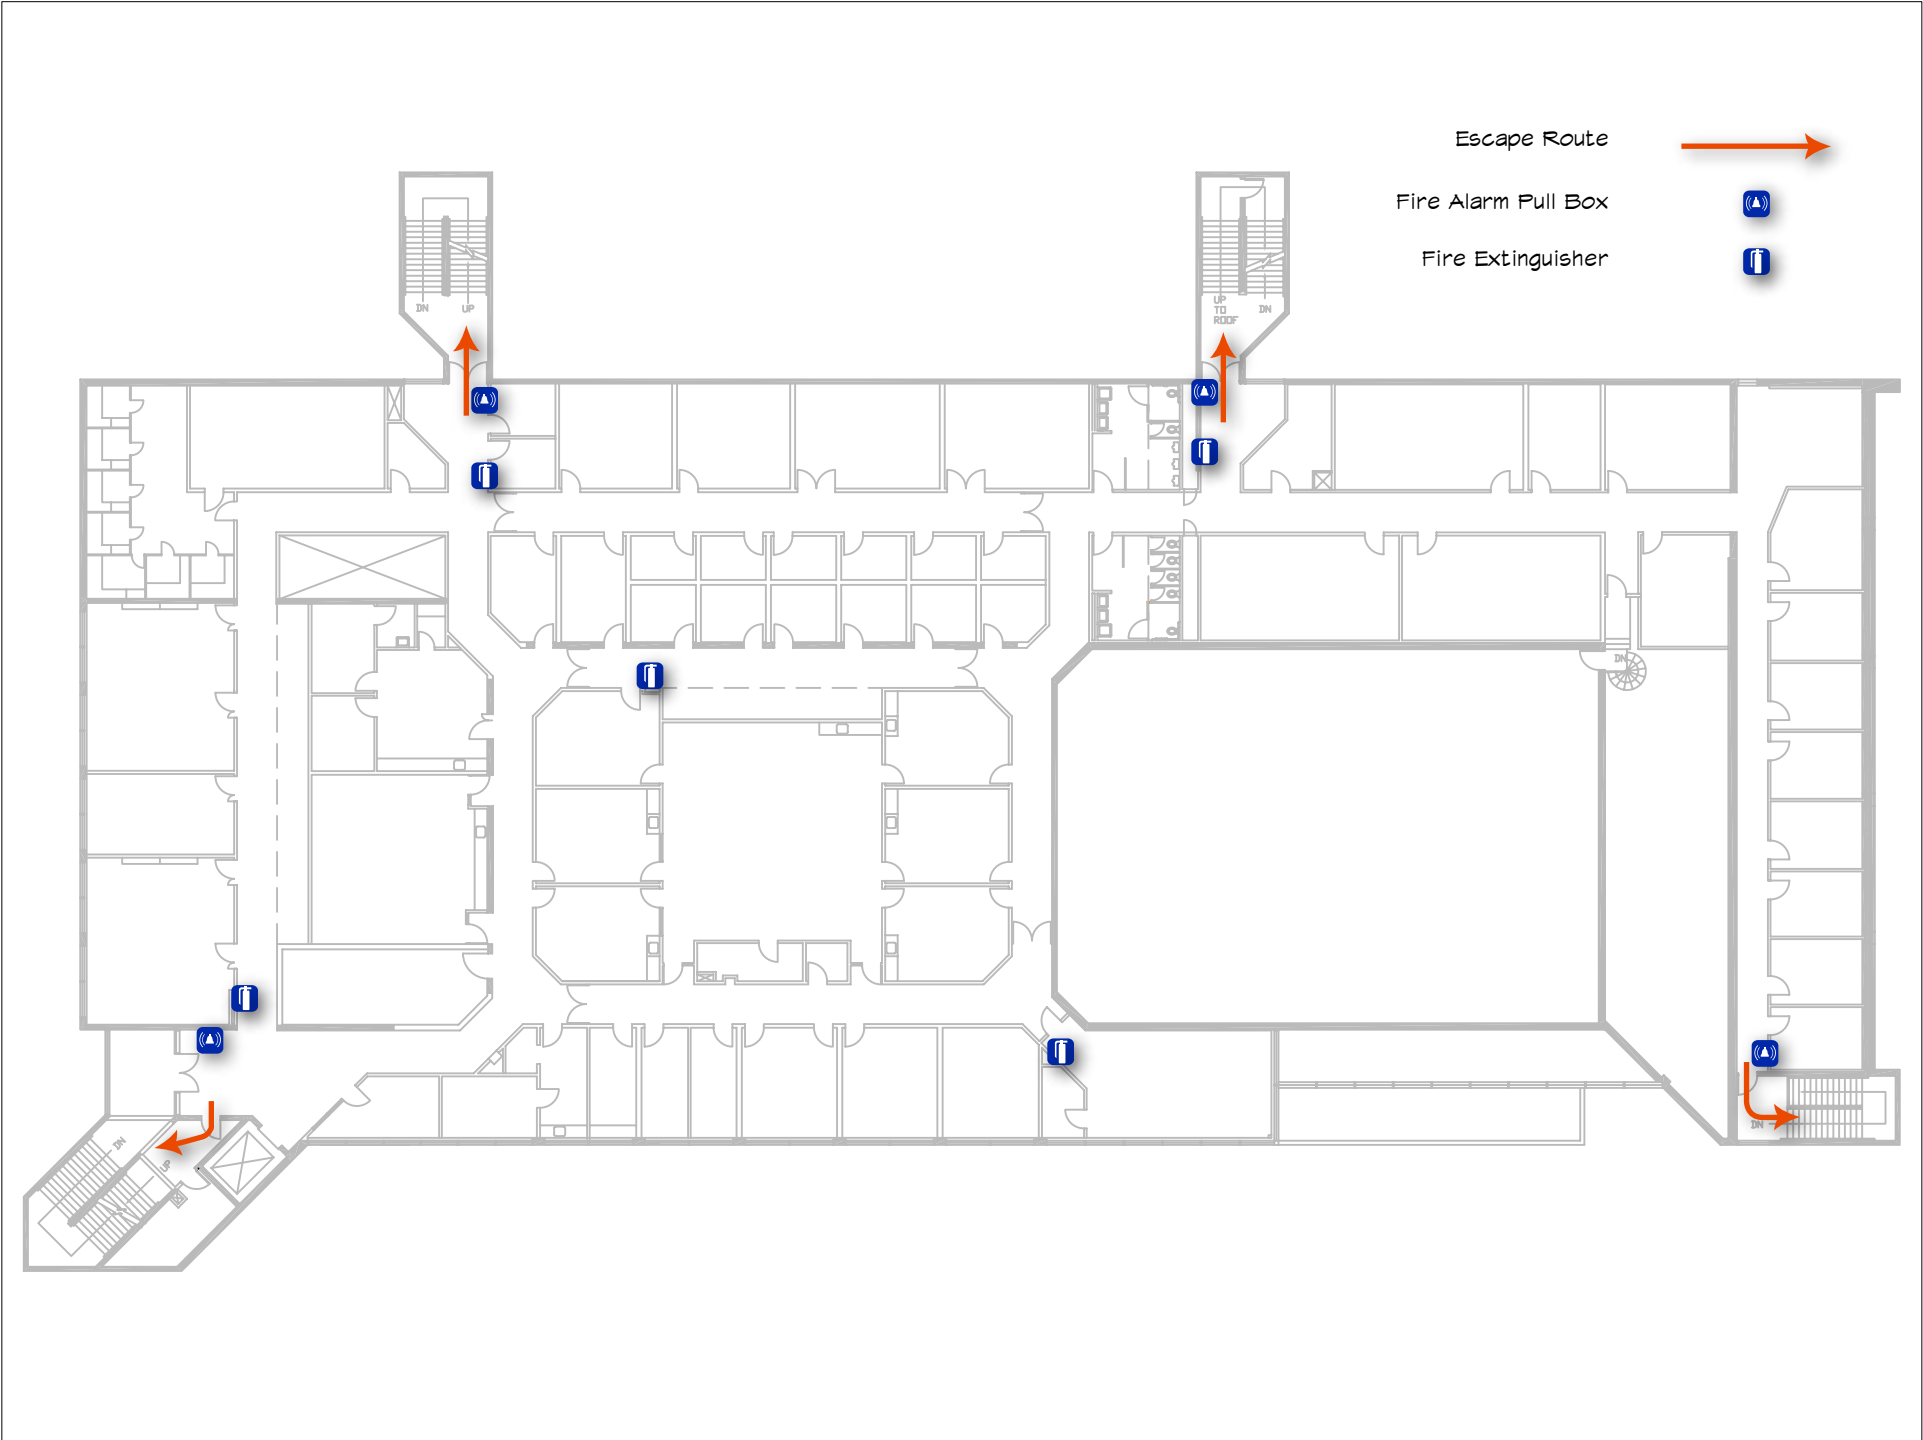 Escape Route
Fire Alarm Pull Box
Fire Extinguisher
DN
UP
UP
TO
ROOF
DN
DN
DN
UP
DN